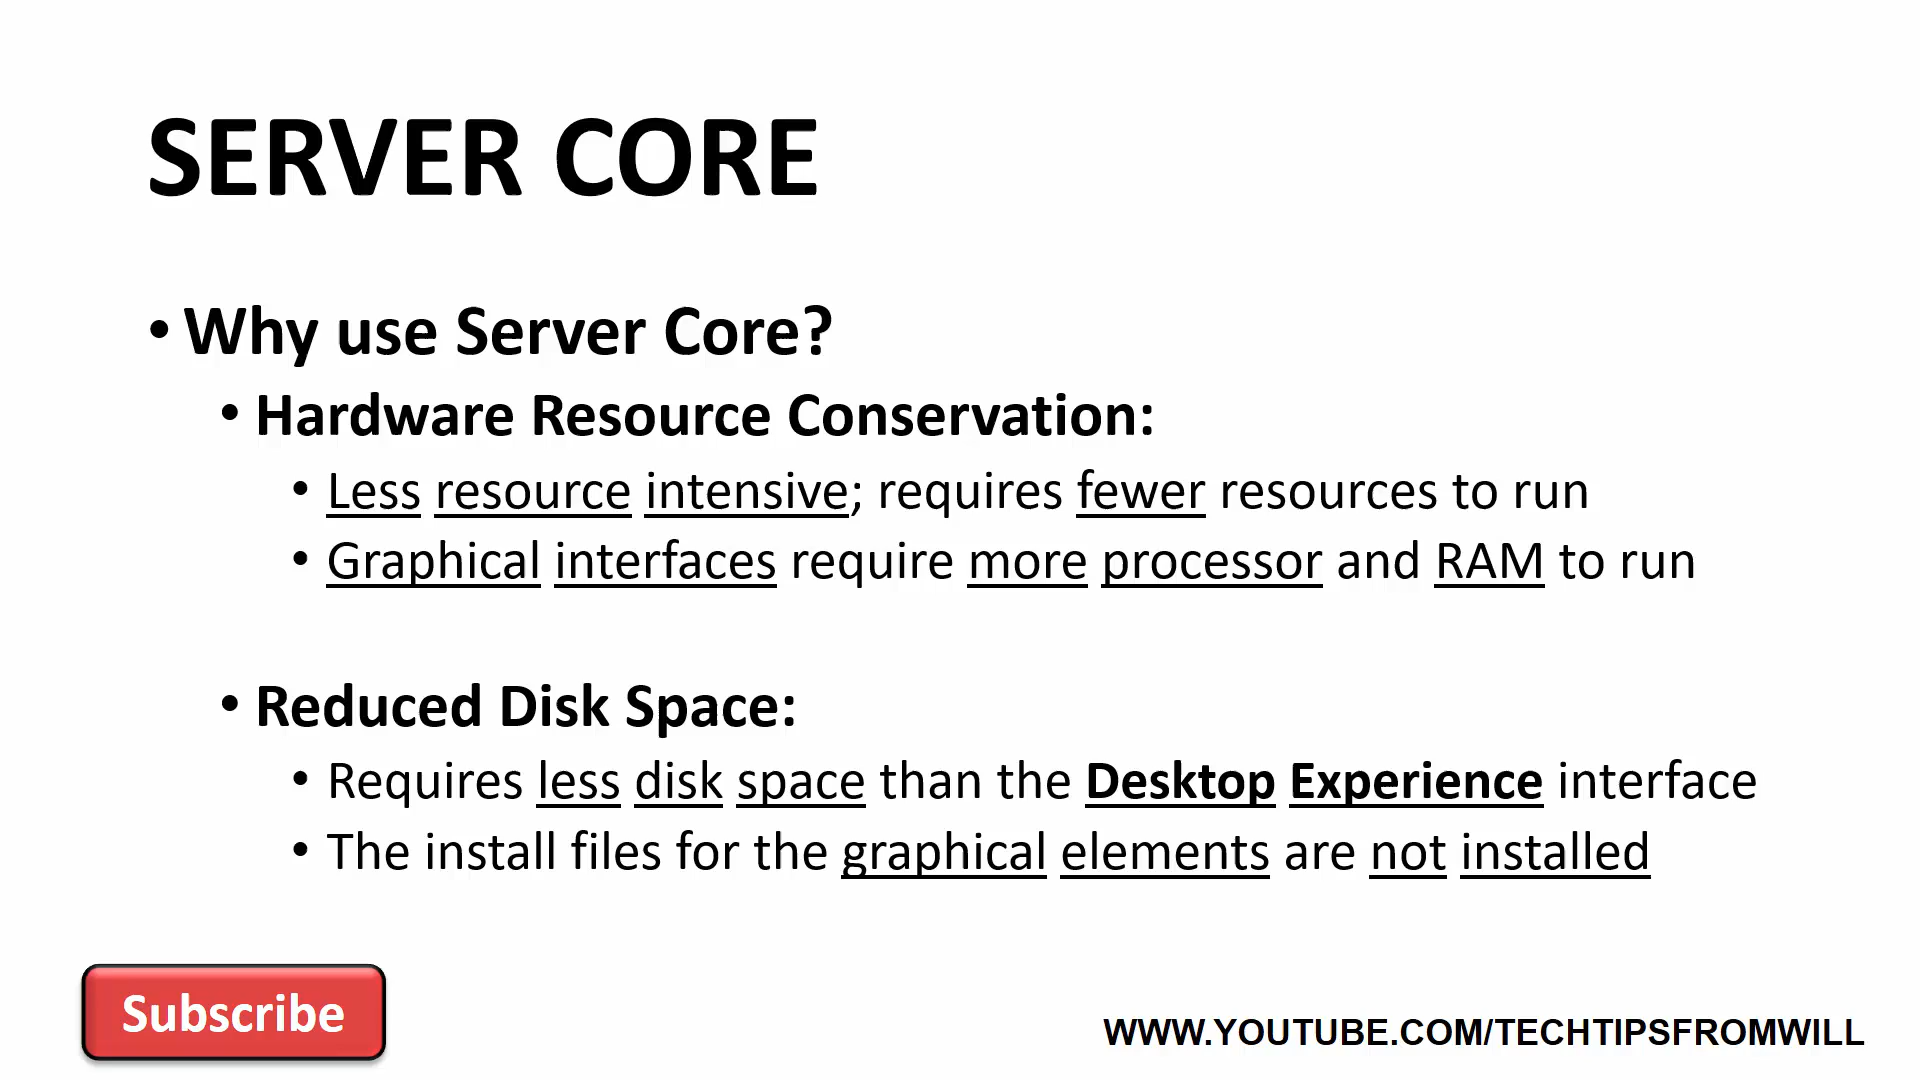 SERVER CORE
• Why use Server Core?
• Hardware Resource Conservation:
• Less resource intensive; requires fewer resources to run
• Graphical interfaces require more processor and RAM to run
• Reduced Disk Space:
• Requires less disk space than the Desktop Experience interface
• The install files for the graphical elements are not installed
Subscribe
WWW.YOUTUBE.COM/TECHTIPSFROMWILL